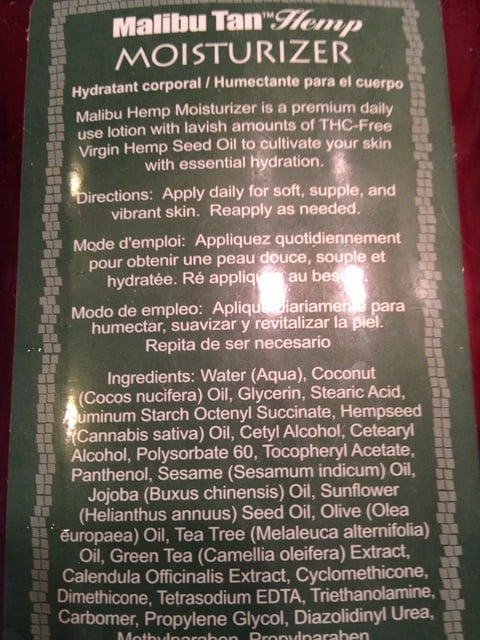 Malibu Tan™ Hemp
MOISTURIZER
Hydratant corporal / Humectante para el cuerpo
Malibu Hemp Moisturizer is a premium daily
use lotion with lavish amounts of THC-Free
Virgin Hemp Seed Oil to cultivate your skin
with essential hydration.
Directions: Apply daily for soft, supple, and
vibrant skin. Reapply as needed.
Mode d'emploi: Appliquez quotidiennement
pour obtenir une peau douce, souple et
hydratée. Ré appliq au bes
Modo de empleo: Apliqu diariamente para
humectar, suavizar y revitalizar la piel.
Repita de ser necesario
Ingredients: Water (Aqua), Coconut
(Cocos nucifera) Oil, Glycerin, Stearic Acid,
uminum Starch Octenyl Succinate, Hempseed
(Cannabis sativa) Oil, Cetyl Alcohol, Cetearyl
Alcohol, Polysorbate 60, Tocopheryl Acetate,
Panthenol, Sesame (Sesamum indicum) Oil,
Jojoba (Buxus chinensis) Oil, Sunflower
(Helianthus annuus) Seed Oil, Olive (Olea
europaea) Oil, Tea Tree (Melaleuca alternifolia)
Oil, Green Tea (Camellia oleifera) Extract,
Calendula Officinalis Extract, Cyclomethicone,
Dimethicone, Tetrasodium EDTA, Triethanolamine,
Carbomer, Propylene Glycol, Diazolidinyl Urea,
Methylparaben, Propylparaben